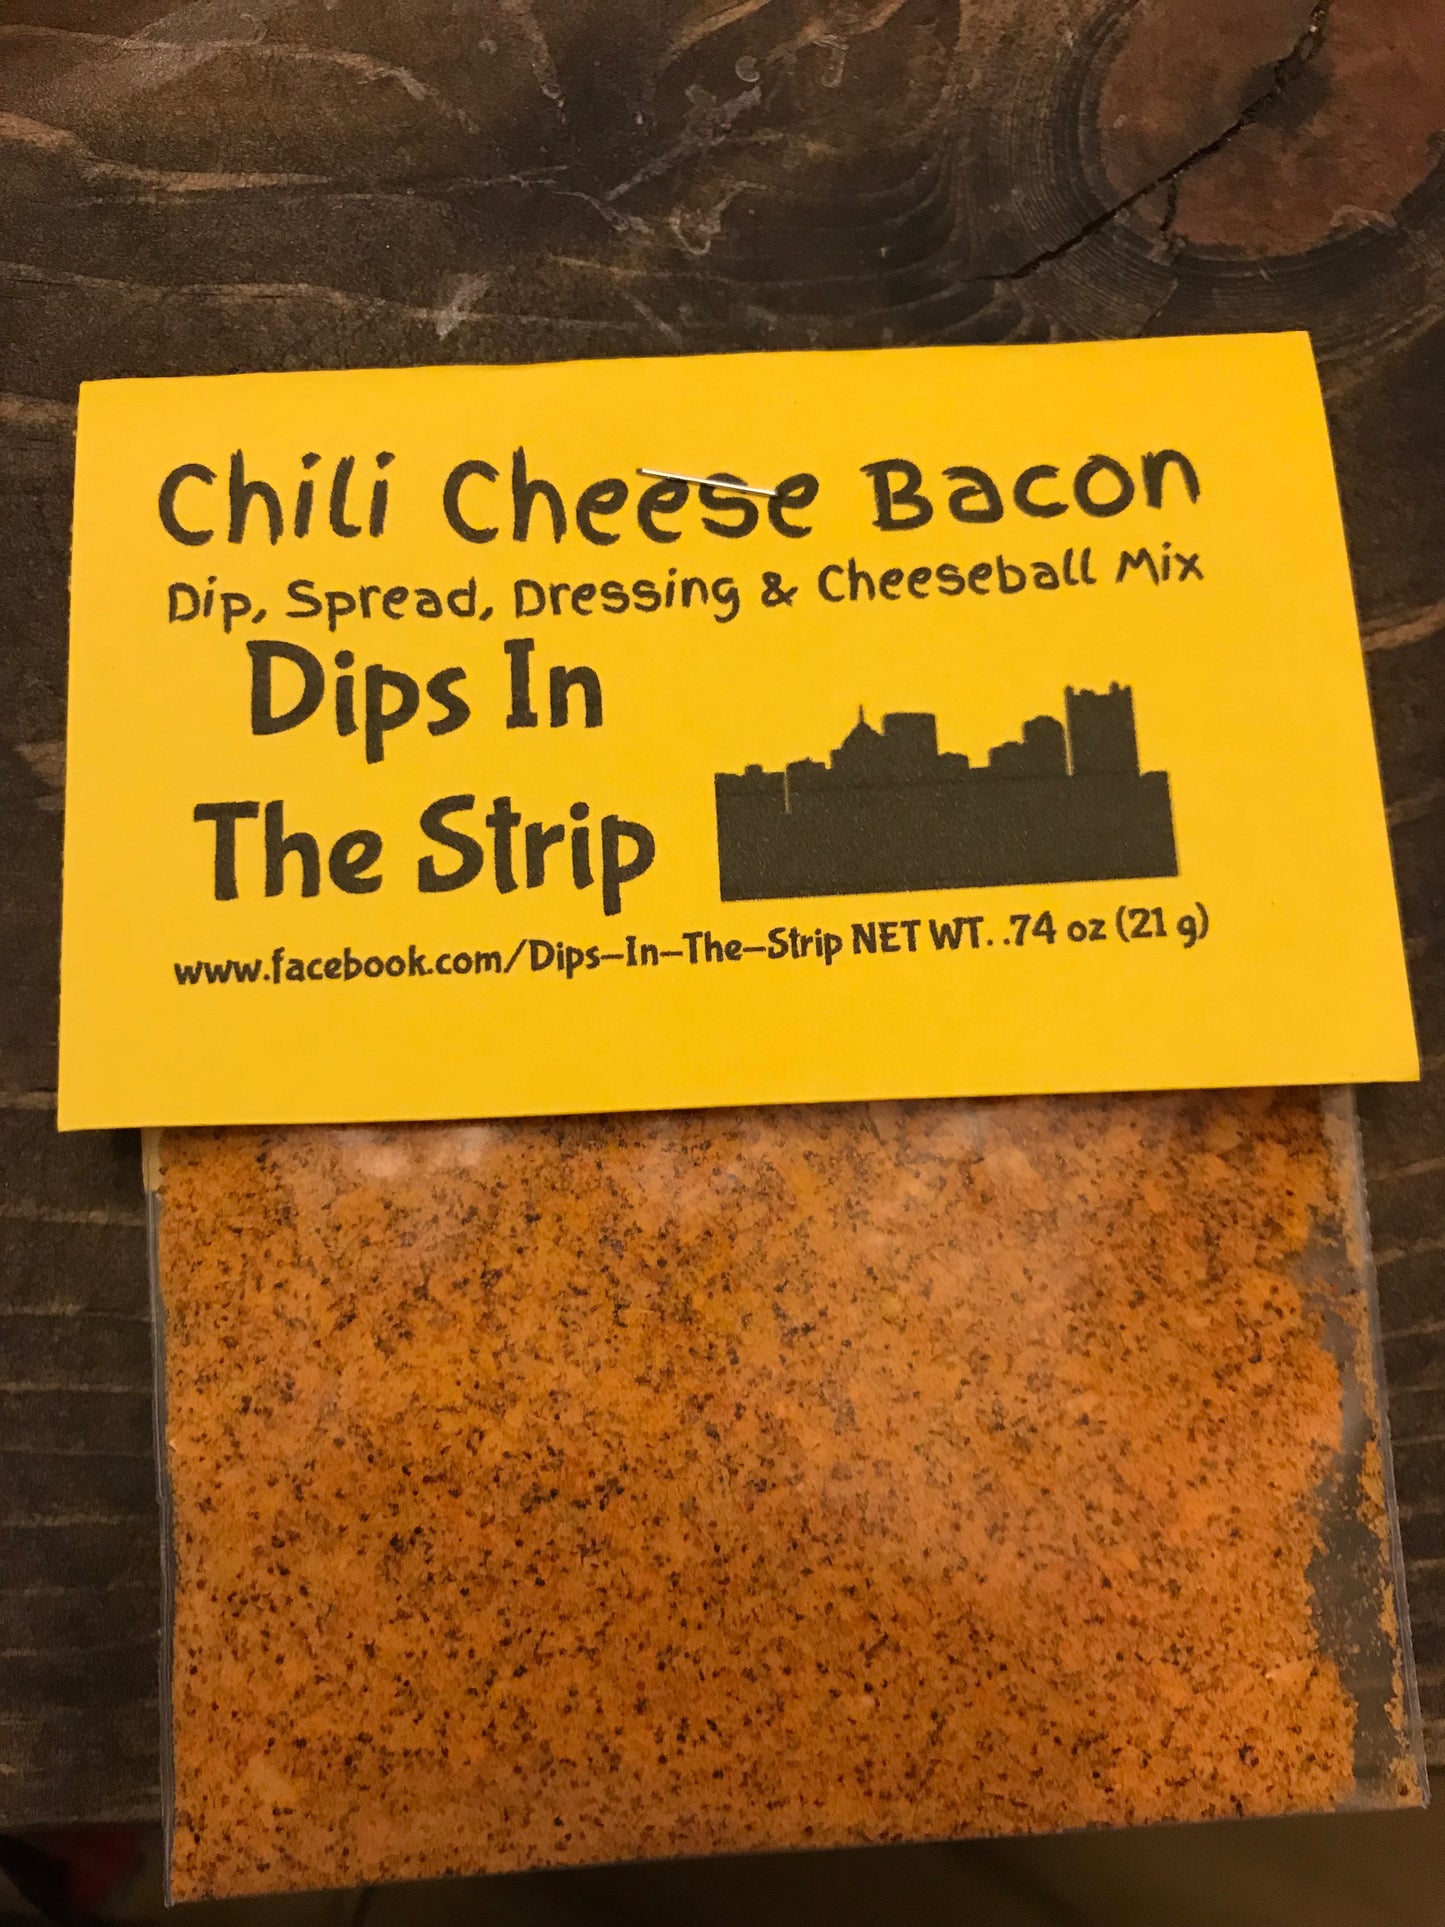 Chili Cheese Bacon
Dip, Spread, Dressing & Cheeseball Mix
Dips In
The Strip
www.facebook.com/Dips-In-The-Strip NET WT. .74 oz (21 g)